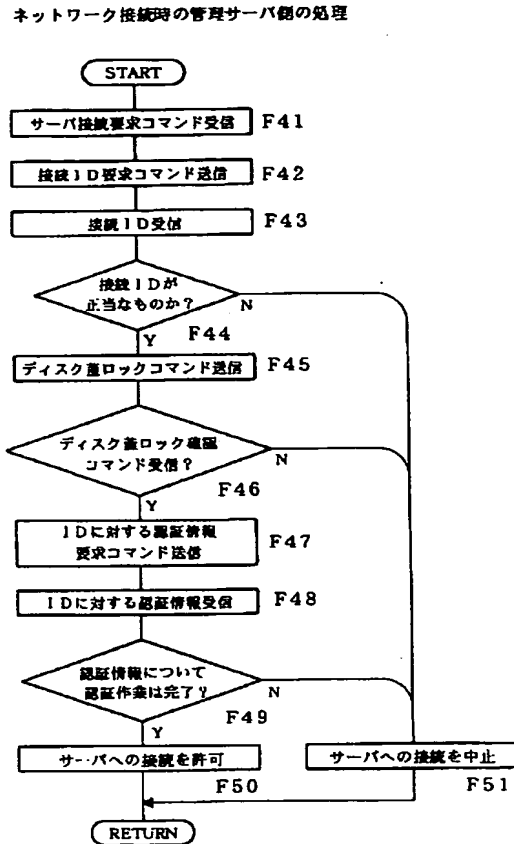 ネットワーク接続時の管理サーバ側の処理
START
サーバ接続要求コマンド受信 F41
接続ID要求コマンド送信 F42
接続ID受信 F43
接続IDが
正当なものか?
N
Y
F44
ディスク蓋ロックコマンド送信 F45
ディスク蓋ロック確認
コマンド受信?
N
F46
Y
IDに対する認証情報
要求コマンド送信
F47
IDに対する認証情報受信 F48
認証情報について
認証作業は完了?
N
F49
Y
サーバへの接続を許可
サーバへの接続を中止
F50
F51
RETURN